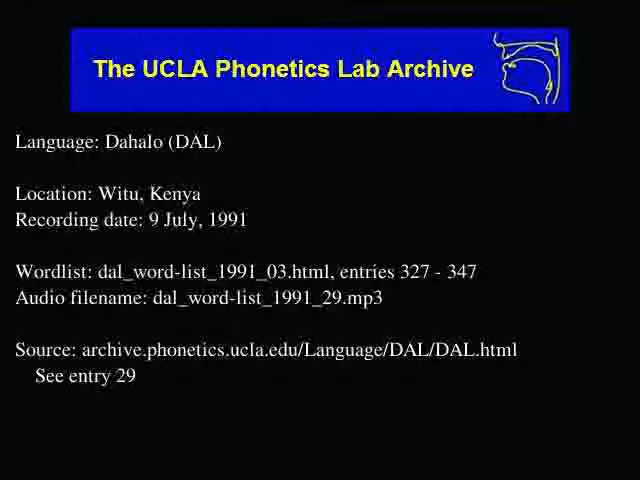 The UCLA Phonetics Lab Archive
Language: Dahalo (DAL)
Location: Witu, Kenya
Recording date: 9 July, 1991
Wordlist: dal_word-list_1991_03.html, entries 327 - 347
Audio filename: dal_word-list_1991_29.mp3
Source: archive.phonetics.ucla.edu/Language/DAL/DAL.html
See entry 29